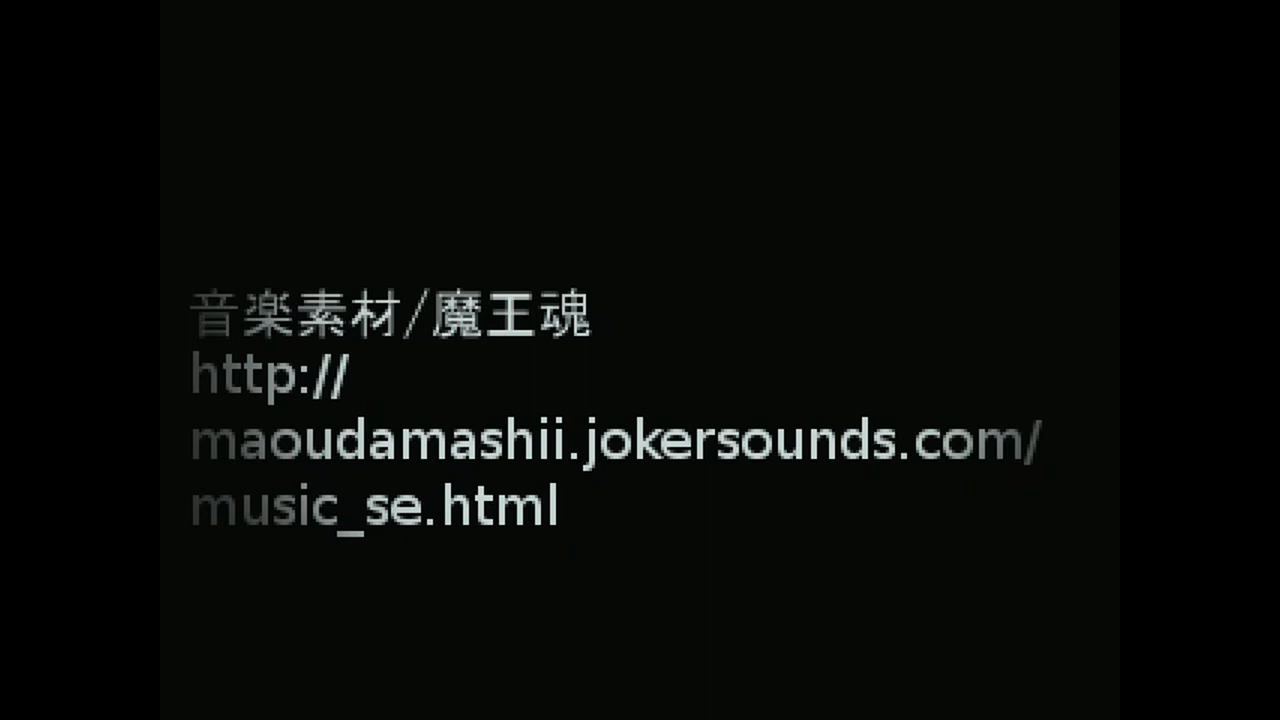 音楽素材/魔王魂
http://
maoudamashii.jokersounds.com/
music_se.html